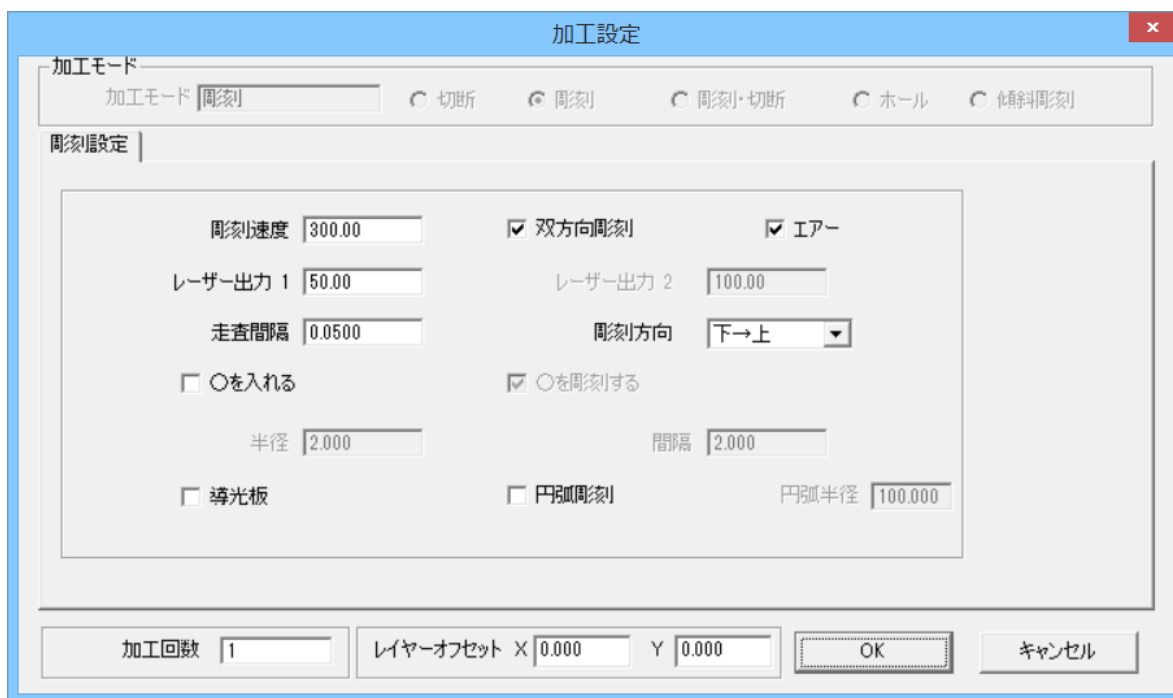 加工設定
加工モード
加工モード 彫刻 切断 彫刻 彫刻・切断 ホール 傾斜彫刻
彫刻設定
彫刻速度 300.00 双方向彫刻 エアー
レーザー出力 1 50.00 レーザー出力 2 100.00
走査間隔 0.0500 彫刻方向 下→上
〇を入れる 〇を彫刻する
半径 2.000 間隔 2.000
導光板 円弧彫刻 円弧半径 100.000
加工回数 1 レイヤーオフセット X 0.000 Y 0.000 OK キャンセル